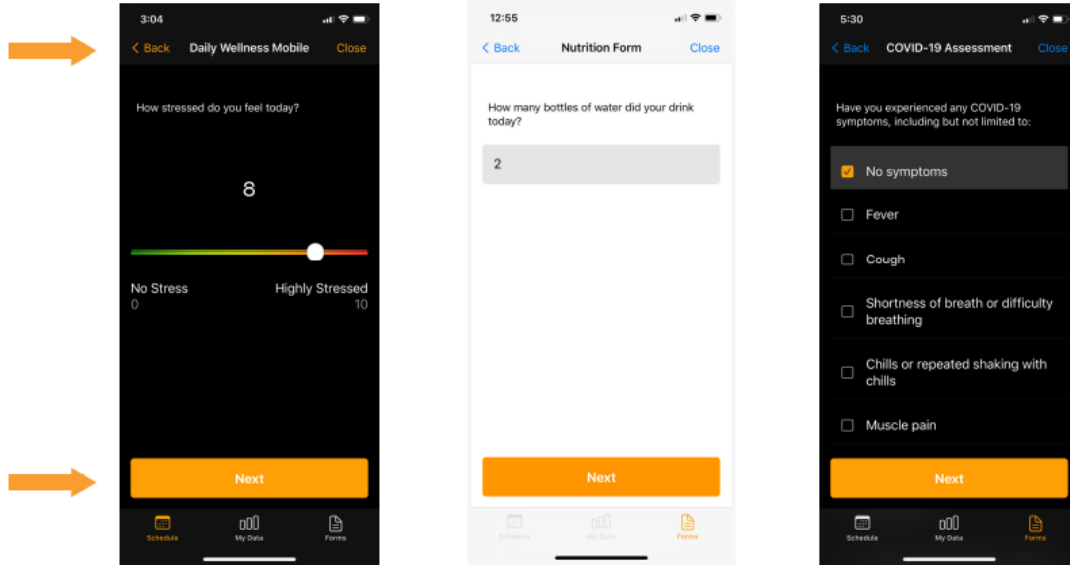 3:04
Back Daily Wellness Mobile Close
How stressed do you feel today?
8
No Stress Highly Stressed
0 10
Next
Schedule My Data Forms
12:55
Back Nutrition Form Close
How many bottles of water did your drink
today?
2
Next
Schedule My Data Forms
5:30
Back COVID-19 Assessment Close
Have you experienced any COVID-19
symptoms, including but not limited to:
No symptoms
Fever
Cough
Shortness of breath or difficulty
breathing
Chills or repeated shaking with
chills
Muscle pain
Next
Schedule My Data Forms